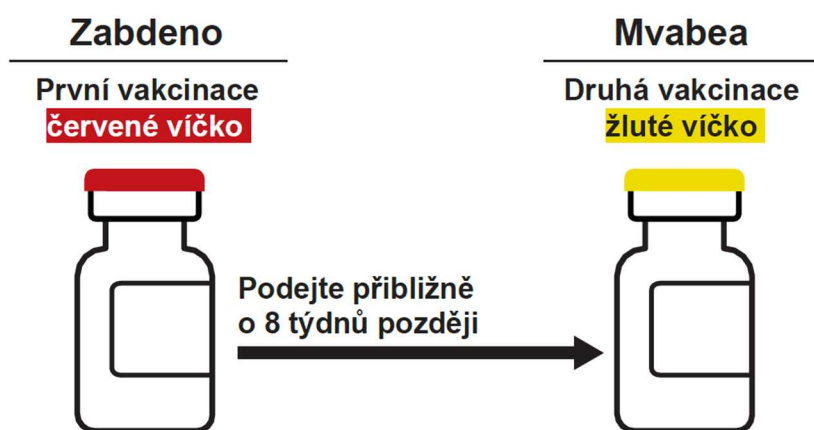 Zabdeno
První vakcinace
červené víčko
Mvabea
Druhá vakcinace
žluté víčko
Podejte přibližně
o 8 týdnů později